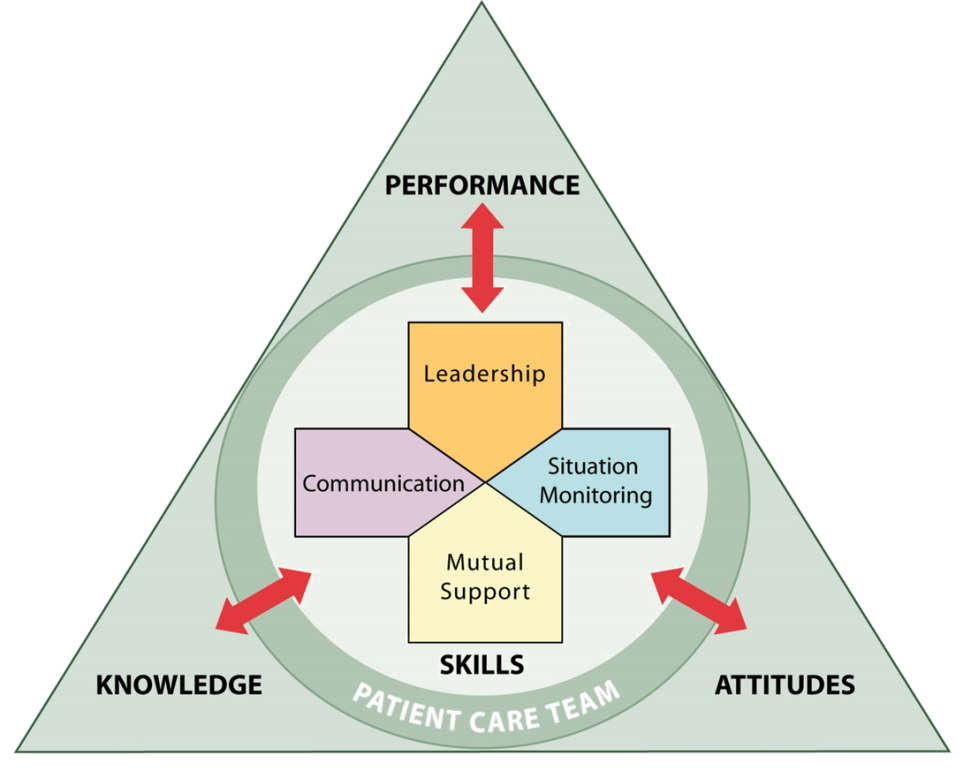 PERFORMANCE
Leadership
Communication
Situation
Monitoring
Mutual
Support
SKILLS
KNOWLEDGE
ATTITUDES
PATIENT CARE TEAM